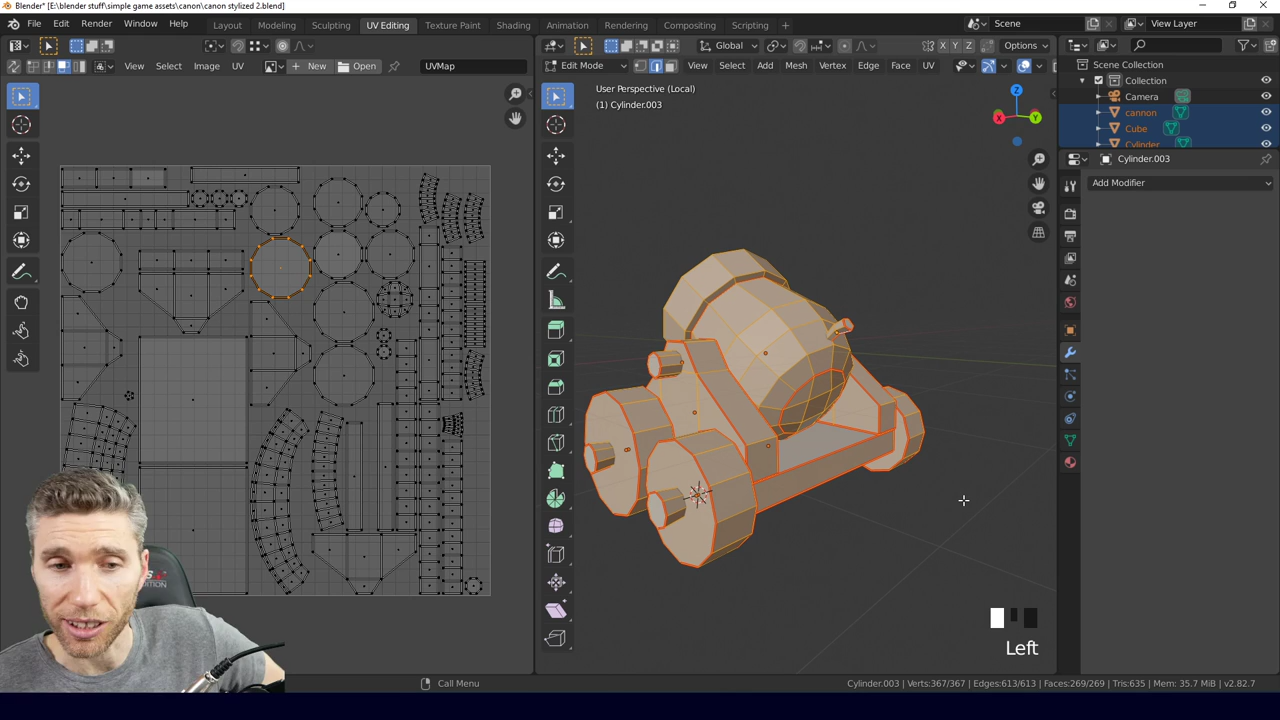 Blender* [E:\blender stuff\simple game assets\canon\canon stylized 2.blend]
File Edit Render Window Help Layout Modeling Sculpting UV Editing Texture Paint Shading Animation Rendering Compositing Scripting + Scene View Layer
Global Options
View Select Image UV New Open UVMap
Edit Mode View Select Add Mesh Vertex Edge Face UV
User Perspective (Local)
(1) Cylinder.003
Scene Collection
Collection
Camera
cannon
Cube
Cylinder
Cylinder.003
Add Modifier
X Y Z
Z
X Y
Left
Call Menu
Cylinder.003 | Verts:367/367 | Edges:613/613 | Faces:269/269 | Tris:635 | Mem: 35.7 MiB | v2.82.7